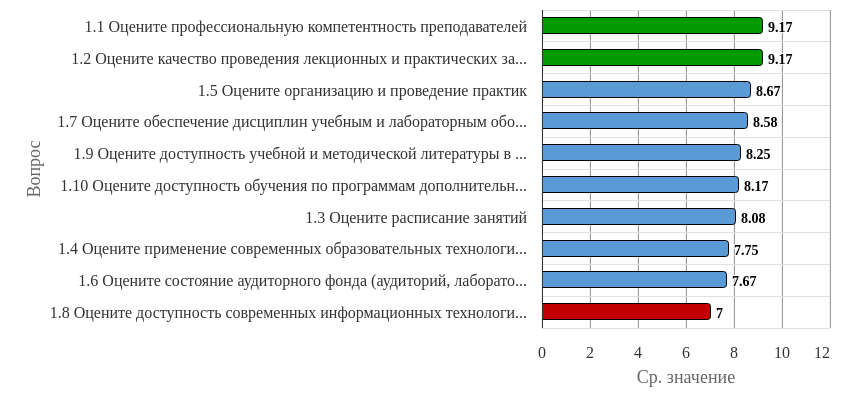 1.1 Оцените профессиональную компетентность преподавателей 9.17
1.2 Оцените качество проведения лекционных и практических за... 9.17
1.5 Оцените организацию и проведение практик 8.67
1.7 Оцените обеспечение дисциплин учебным и лабораторным обо... 8.58
1.9 Оцените доступность учебной и методической литературы в ... 8.25
1.10 Оцените доступность обучения по программам дополнительн... 8.17
1.3 Оцените расписание занятий 8.08
1.4 Оцените применение современных образовательных технологи... 7.75
1.6 Оцените состояние аудиторного фонда (аудиторий, лаборато... 7.67
1.8 Оцените доступность современных информационных технологи... 7
Вопрос
0 2 4 6 8 10 12
Ср. значение